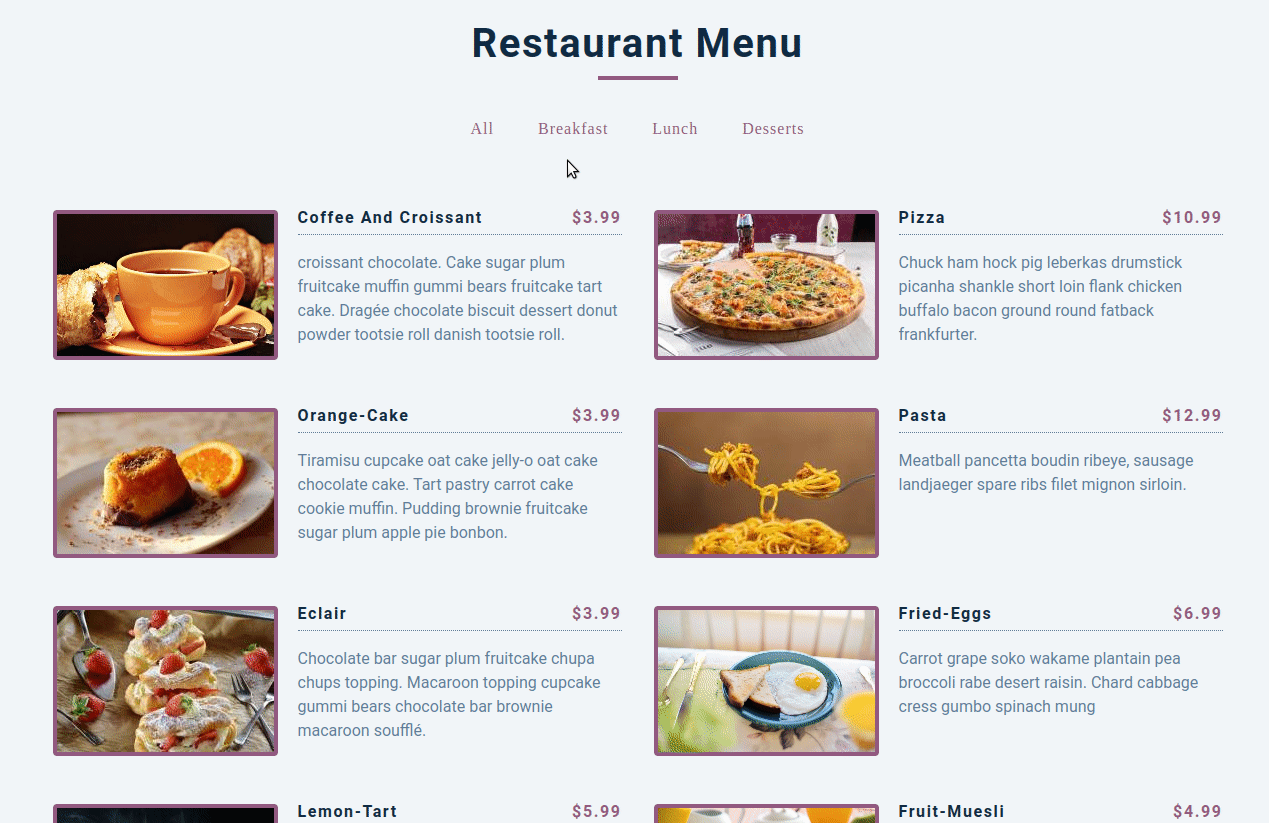 Restaurant Menu
All Breakfast Lunch Desserts
Coffee And Croissant $3.99
croissant chocolate. Cake sugar plum
fruitcake muffin gummi bears fruitcake tart
cake. Dragée chocolate biscuit dessert donut
powder tootsie roll danish tootsie roll.
Pizza $10.99
Chuck ham hock pig leberkas drumstick
picanha shankle short loin flank chicken
buffalo bacon ground round fatback
frankfurter.
Orange-Cake $3.99
Tiramisu cupcake oat cake jelly-o oat cake
chocolate cake. Tart pastry carrot cake
cookie muffin. Pudding brownie fruitcake
sugar plum apple pie bonbon.
Pasta $12.99
Meatball pancetta boudin ribeye, sausage
landjaeger spare ribs filet mignon sirloin.
Eclair $3.99
Chocolate bar sugar plum fruitcake chupa
chups topping. Macaroon topping cupcake
gummi bears chocolate bar brownie
macaroon soufflé.
Fried-Eggs $6.99
Carrot grape soko wakame plantain pea
broccoli rabe desert raisin. Chard cabbage
cress gumbo spinach mung
Lemon-Tart $5.99
Fruit-Muesli $4.99